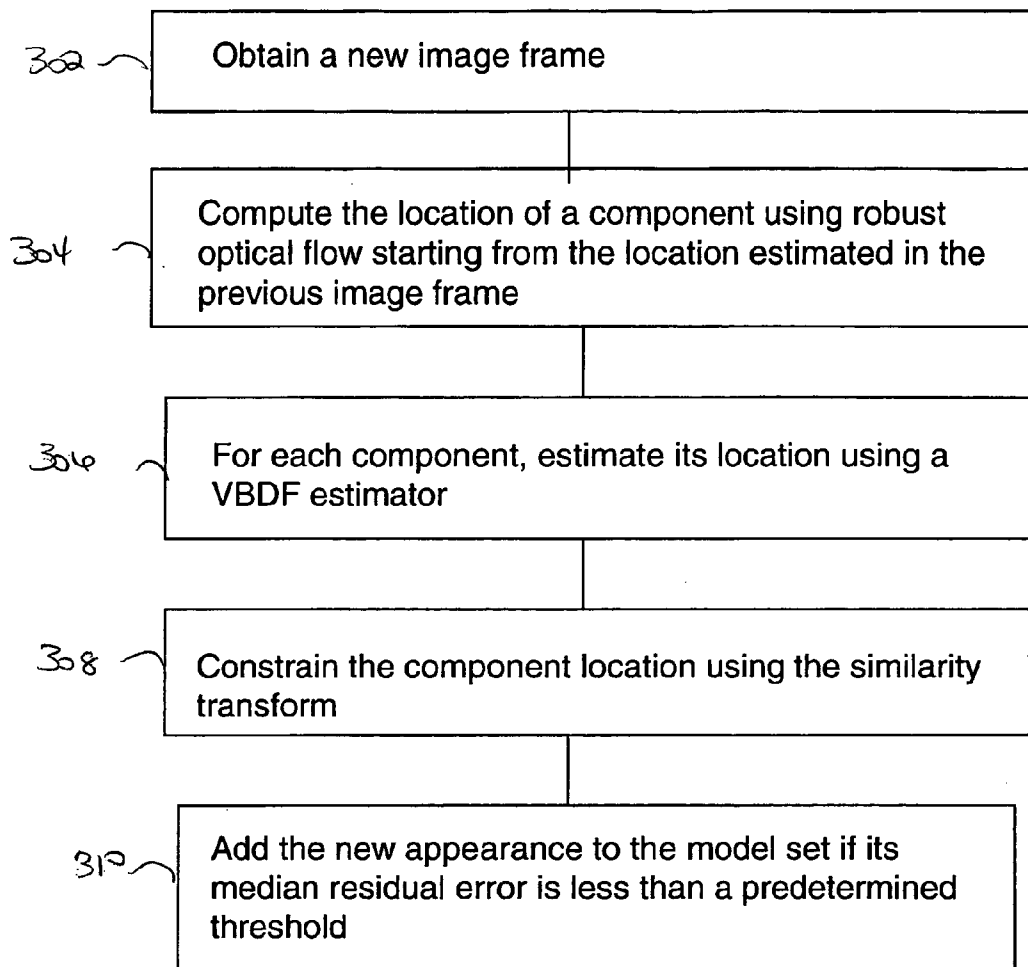 302
Obtain a new image frame
304
Compute the location of a component using robust
optical flow starting from the location estimated in the
previous image frame
306
For each component, estimate its location using a
VBDF estimator
308
Constrain the component location using the similarity
transform
310
Add the new appearance to the model set if its
median residual error is less than a predetermined
threshold